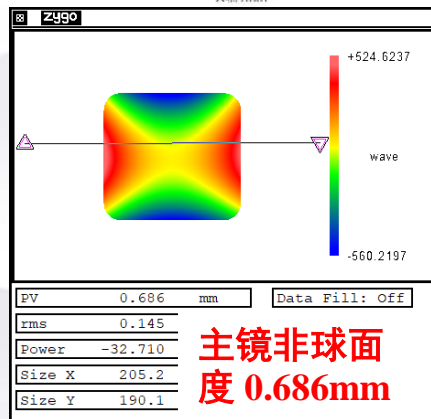 zygo
+524.6237
wave
-560.2197
PV 0.686 mm Data Fill: Off
rms 0.145
Power -32.710
Size X 205.2
Size Y 190.1
主镜非球面
度 0.686mm